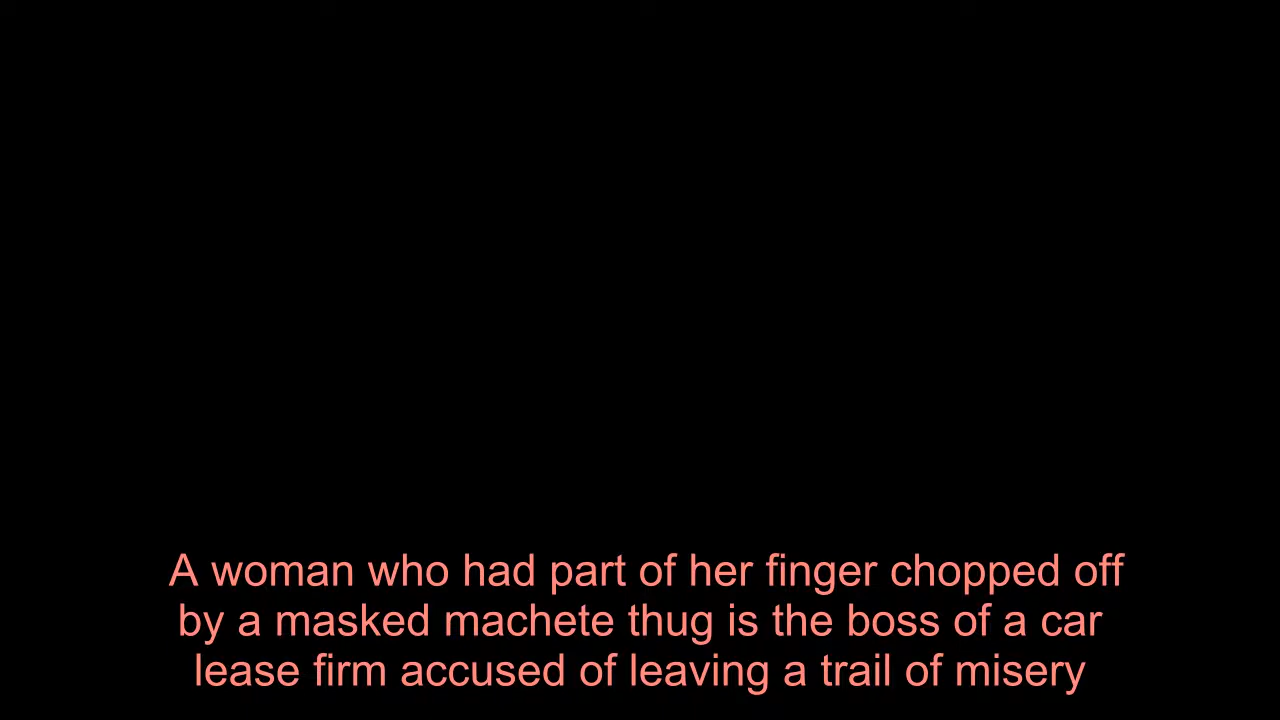 A woman who had part of her finger chopped off
by a masked machete thug is the boss of a car
lease firm accused of leaving a trail of misery